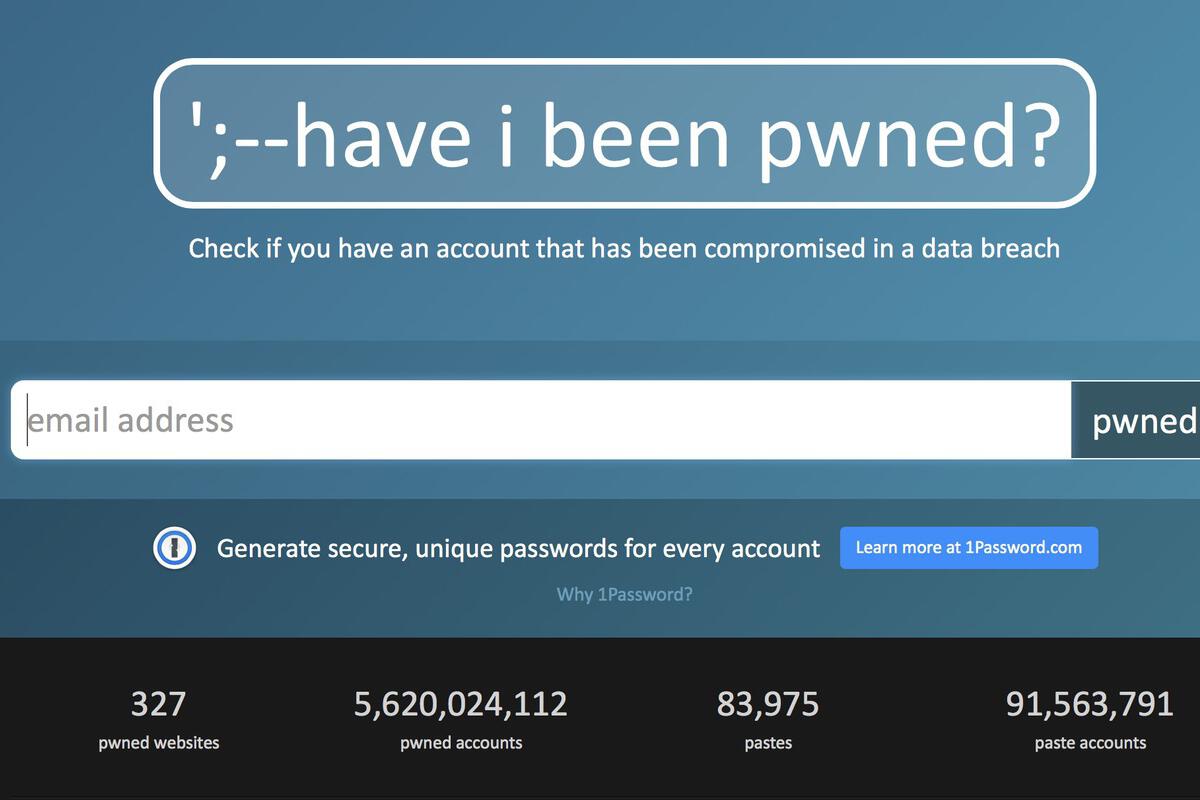 ';--have i been pwned?
Check if you have an account that has been compromised in a data breach
email address
pwned
Generate secure, unique passwords for every account
Learn more at 1Password.com
Why 1Password?
327
5,620,024,112
83,975
91,563,791
pwned websites
pwned accounts
pastes
paste accounts